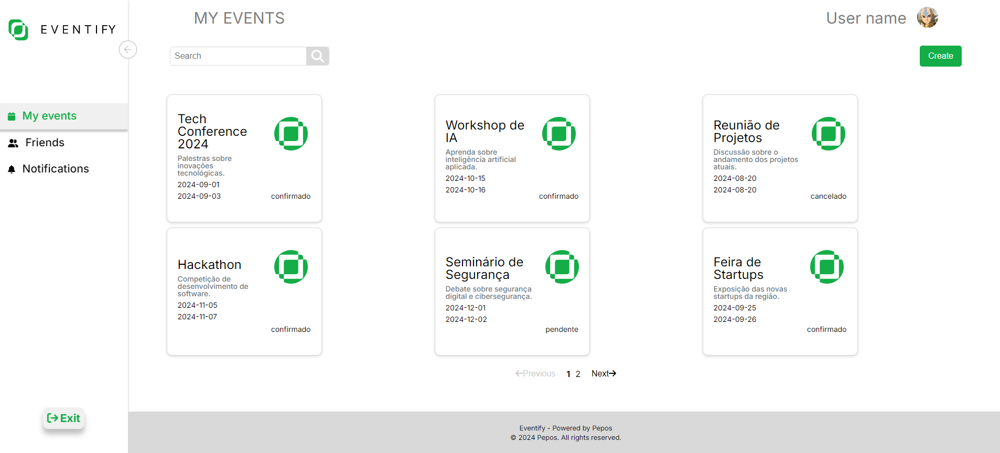 EVENTIFY
MY EVENTS
User name
Search
Create
My events
Friends
Notifications
Tech
Conference
2024
Palestras sobre
inovações
tecnológicas.
2024-09-01
2024-09-03
confirmado
Workshop de
IA
Aprenda sobre
inteligência artificial
aplicada.
2024-10-15
2024-10-16
confirmado
Reunião de
Projetos
Discussão sobre o
andamento dos projetos
atuais.
2024-08-20
2024-08-20
cancelado
Hackathon
Competição de
desenvolvimento de
software.
2024-11-05
2024-11-07
confirmado
Seminário de
Segurança
Debate sobre segurança
digital e cibersegurança.
2024-12-01
2024-12-02
pendente
Feira de
Startups
Exposição das novas
startups da região.
2024-09-25
2024-09-26
confirmado
Previous 1 2 Next
Exit
Eventify - Powered by Pepos
© 2024 Pepos. All rights reserved.